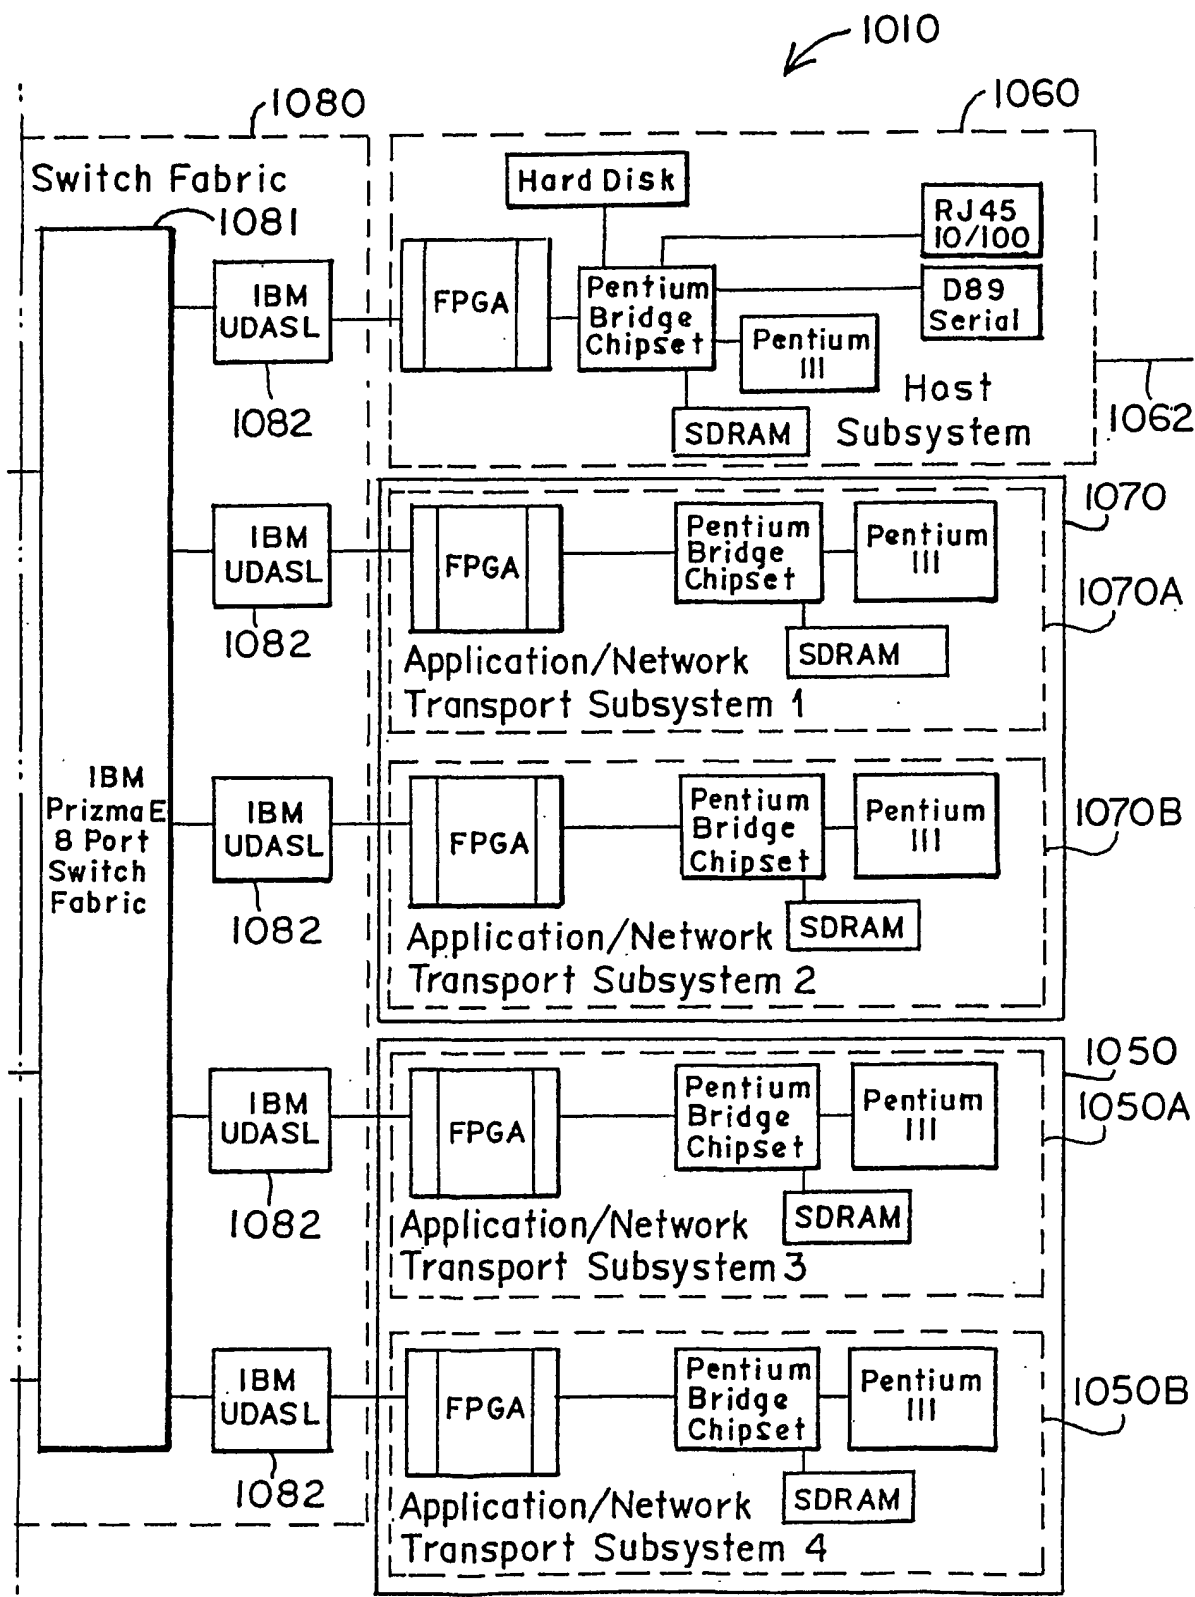 1010
1080
1060
Switch Fabric
1081
Hard Disk
RJ45
10/100
IBM
UDASL
FPGA
Pentium
Bridge
Chipset
D89
Serial
Pentium
III
1082
SDRAM
Host
Subsystem
1062
IBM
UDASL
1082
FPGA
Pentium
Bridge
Chipset
Pentium
III
SDRAM
Application/Network
Transport Subsystem 1
1070
1070A
IBM
PrizmaE
8 Port
Switch
Fabric
IBM
UDASL
1082
FPGA
Pentium
Bridge
Chipset
Pentium
III
SDRAM
Application/Network
Transport Subsystem 2
1070B
IBM
UDASL
1082
FPGA
Pentium
Bridge
Chipset
Pentium
III
SDRAM
Application/Network
Transport Subsystem 3
1050
1050A
IBM
UDASL
1082
FPGA
Pentium
Bridge
Chipset
Pentium
III
SDRAM
Application/Network
Transport Subsystem 4
1050B